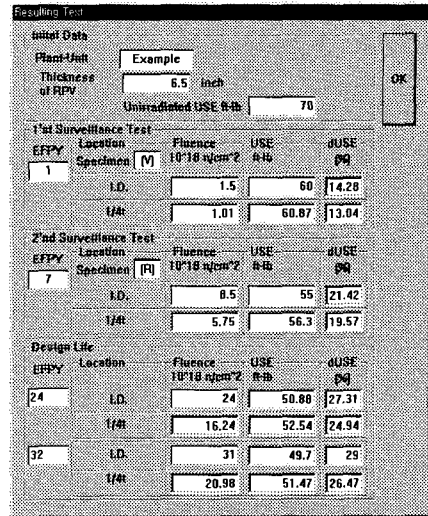 Resulting Text
Initial Data
Plant-Unit Example
Thickness of RPV 6.5 inch
OK
Unirradiated USE ft-lb 70
1'st Surveillance Test
EFPY Location Fluence USE dUSE
1 Specimen [V] 10^18 n/cm^2 ft-lb [%]
I.D. 1.5 60 14.28
1/4t 1.01 60.87 13.04
2'nd Surveillance Test
EFPY Location Fluence USE dUSE
7 Specimen [R] 10^18 n/cm^2 ft-lb [%]
I.D. 8.5 55 21.42
1/4t 5.75 56.3 19.57
Design Life
EFPY Location Fluence USE dUSE
10^18 n/cm^2 ft-lb [%]
24 I.D. 24 50.88 27.31
1/4t 16.24 52.54 24.94
32 I.D. 31 49.7 29
1/4t 20.98 51.47 26.47